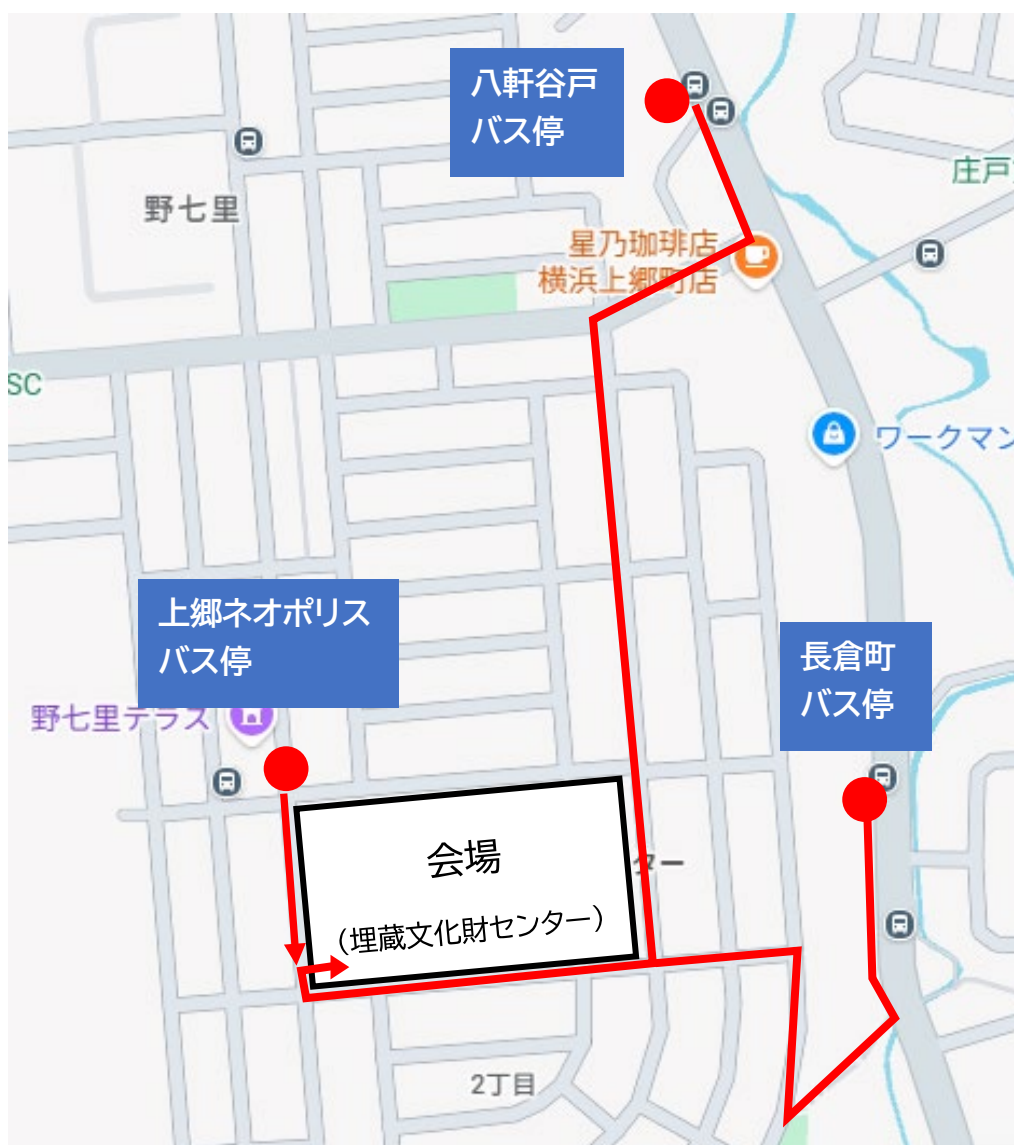 八軒谷戸
バス停
野七里
星乃珈琲店
横浜上郷町店
SC
ワークマン
上郷ネオポリス
バス停
長倉町
バス停
野七里テラス
会場
ター
（埋蔵文化財センター）
2丁目